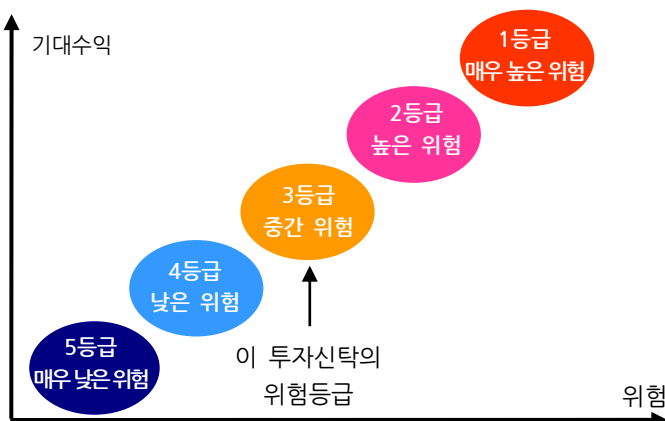 기대수익
1등급
매우 높은 위험
2등급
높은 위험
3등급
중간 위험
4등급
낮은 위험
5등급
매우 낮은 위험
이 투자신탁의
위험등급
위험